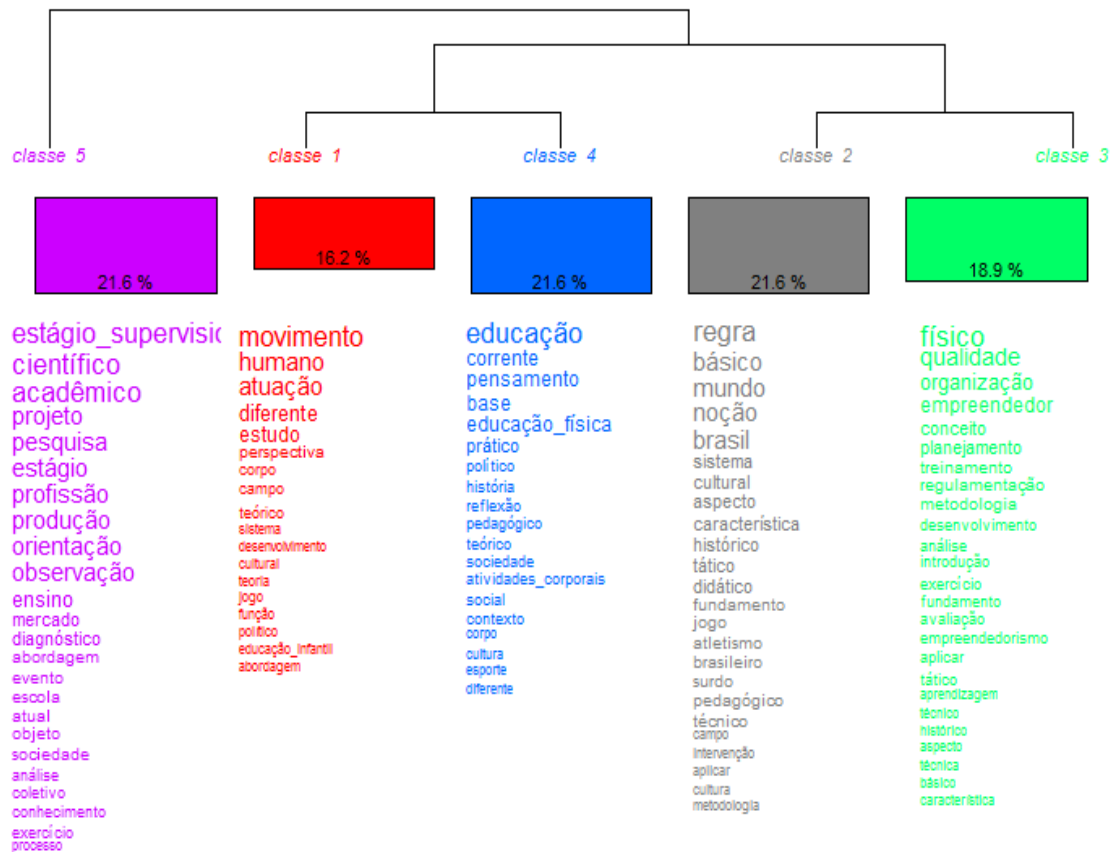 classe 5
classe 1
classe 4
classe 2
classe 3
21.6 %
16.2 %
21.6 %
21.6 %
18.9 %
estágio_supervisio
científico
acadêmico
projeto
pesquisa
estágio
profissão
produção
orientação
observação
ensino
mercado
diagnóstico
abordagem
evento
escola
atual
objeto
sociedade
análise
coletivo
conhecimento
exercício
processo
movimento
humano
atuação
diferente
estudo
perspectiva
corpo
campo
teórico
sistema
desenvolvimento
cultural
teoria
jogo
função
político
educação_infantil
abordagem
educação
corrente
pensamento
base
educação_física
prático
político
história
reflexão
pedagógico
teórico
sociedade
atividades_corporais
social
contexto
corpo
cultura
esporte
diferente
regra
básico
mundo
noção
brasil
sistema
cultural
aspecto
característica
histórico
tático
didático
fundamento
jogo
atletismo
brasileiro
surdo
pedagógico
técnico
campo
intervenção
aplicar
cultura
metodologia
físico
qualidade
organização
empreendedor
conceito
planejamento
treinamento
regulamentação
metodologia
desenvolvimento
análise
introdução
exercício
fundamento
avaliação
empreendedorismo
aplicar
tático
aprendizagem
técnico
histórico
aspecto
técnica
básico
característica